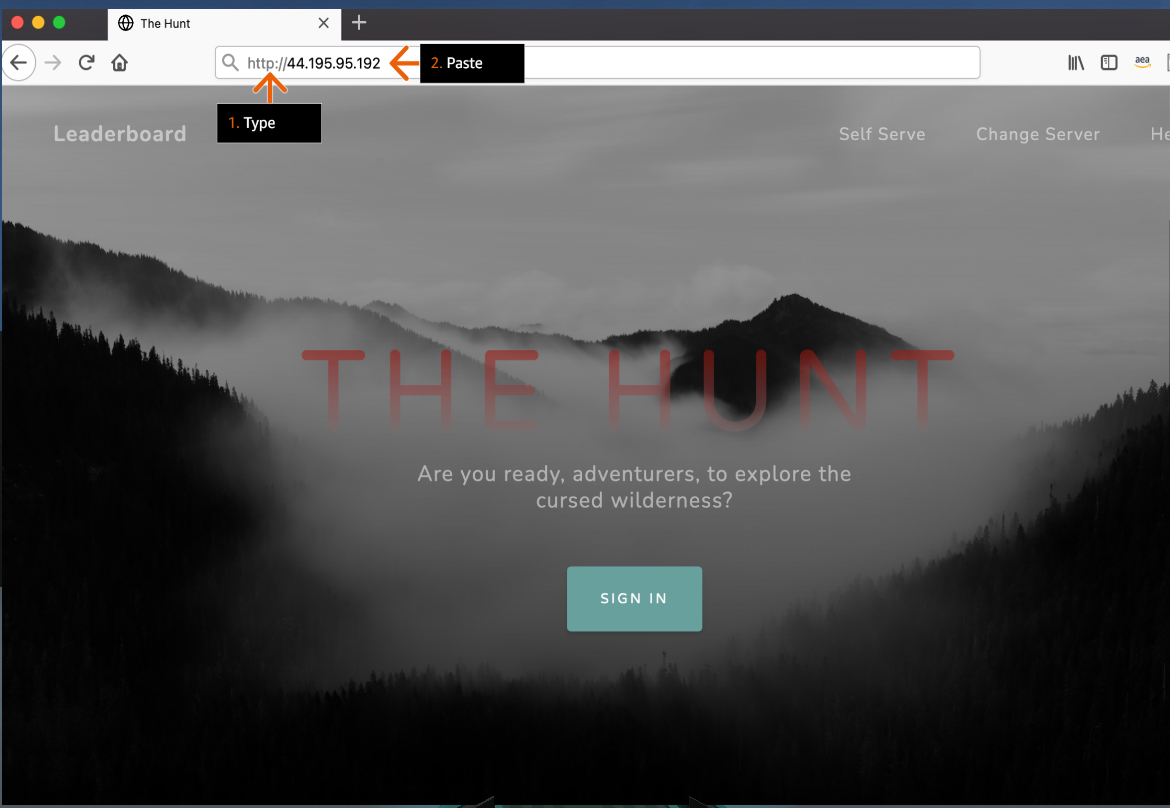 The Hunt
http://44.195.95.192
2. Paste
aea
1. Type
Leaderboard
Self Serve
Change Server
He
THE HUNT
Are you ready, adventurers, to explore the
cursed wilderness?
SIGN IN